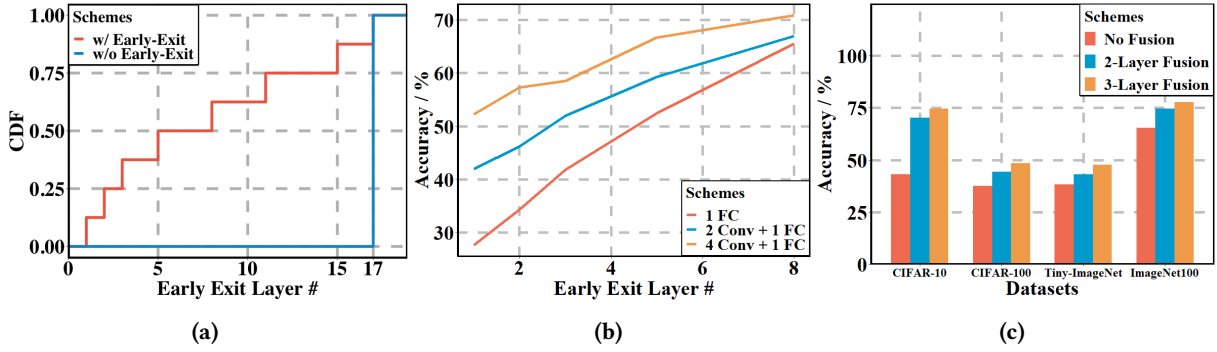 1.00
0.75
0.50
0.25
0.00
CDF
Schemes
w/ Early-Exit
w/o Early-Exit
0
5
10
15
17
Early Exit Layer #
(a)
70
60
50
40
30
Accuracy / %
Schemes
1 FC
2 Conv + 1 FC
4 Conv + 1 FC
2
4
6
8
Early Exit Layer #
(b)
100
75
50
25
0
Accuracy / %
Schemes
No Fusion
2-Layer Fusion
3-Layer Fusion
CIFAR-10
CIFAR-100
Tiny-ImageNet
ImageNet100
Datasets
(c)